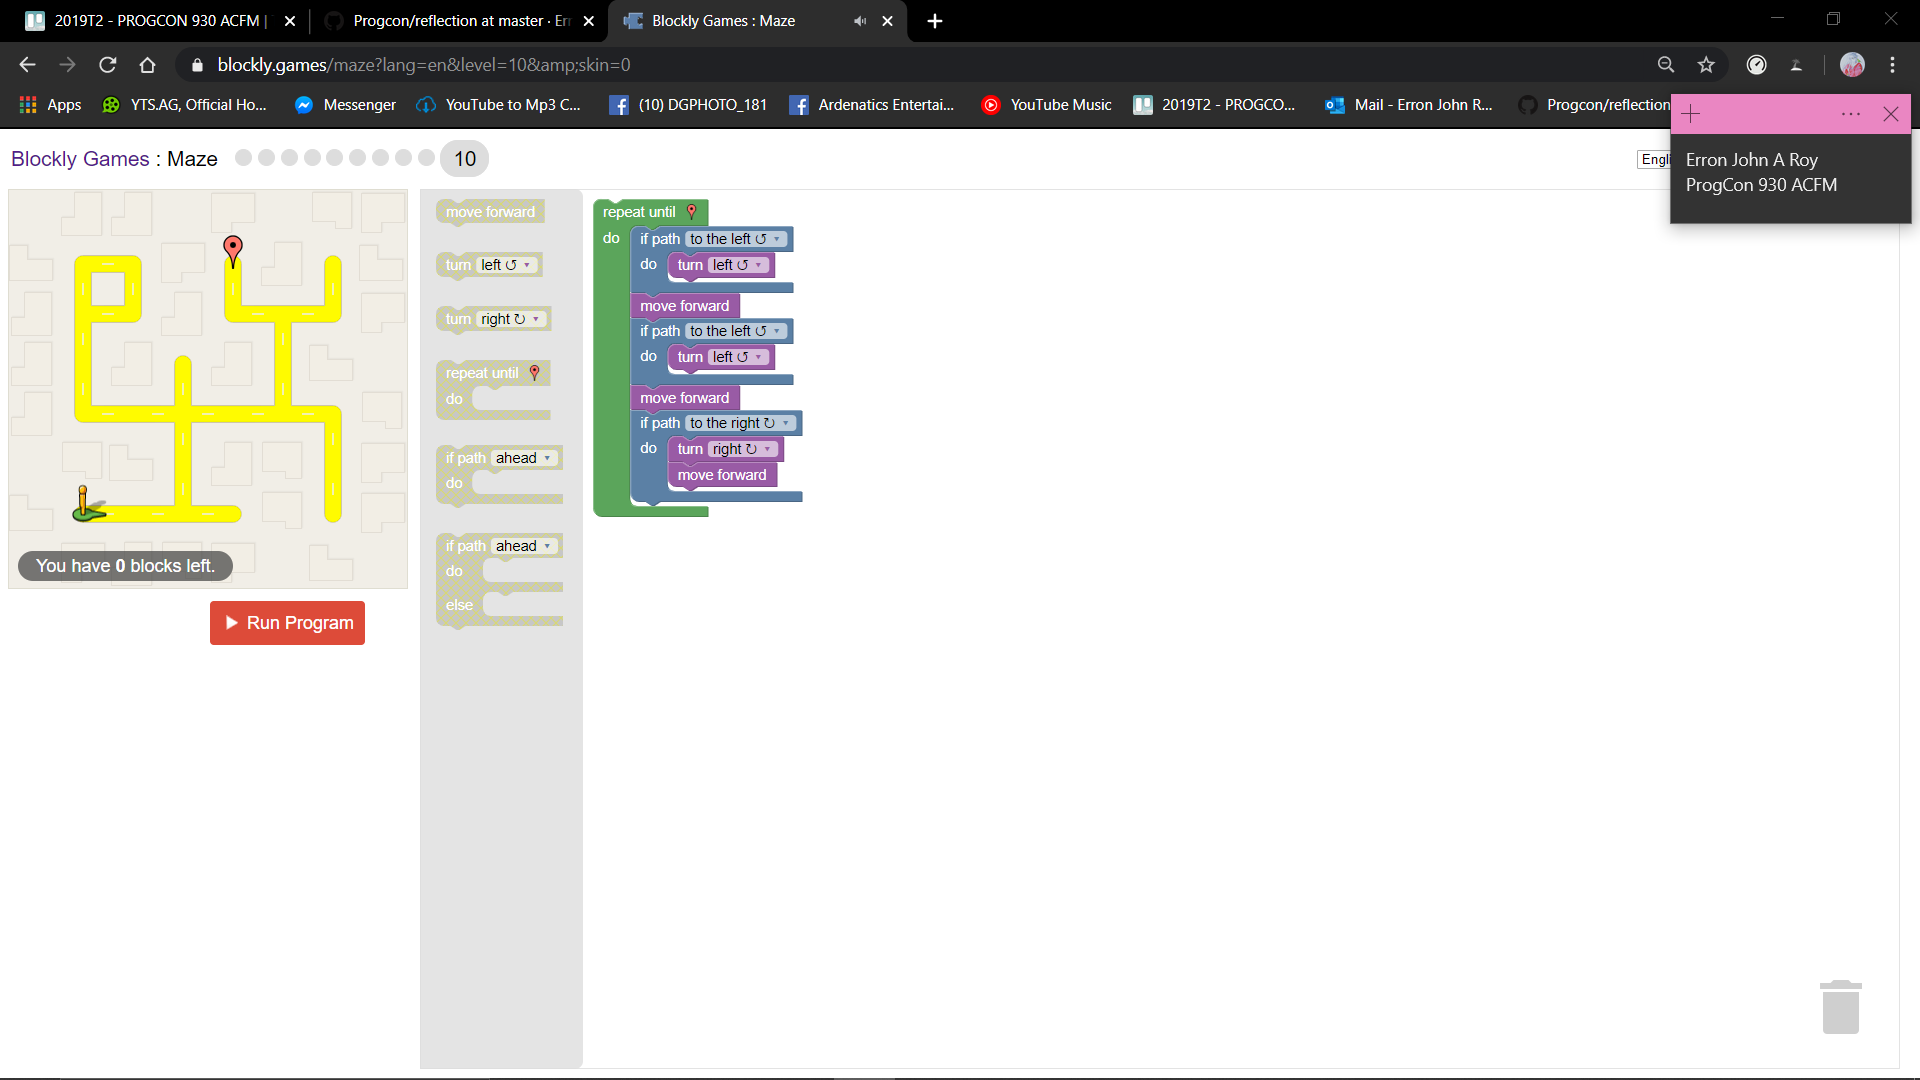 2019T2 - PROGCON 930 ACFM |
Progcon/reflection at master · Err
Blockly Games : Maze
blockly.games/maze?lang=en&level=10&amp;skin=0
Apps
YTS.AG, Official Ho...
Messenger
YouTube to Mp3 C...
(10) DGPHOTO_181
Ardenatics Entertai...
YouTube Music
2019T2 - PROGCO...
Mail - Erron John R...
Progcon/reflection
Blockly Games : Maze
10
Engli
Erron John A Roy
ProgCon 930 ACFM
You have 0 blocks left.
Run Program
move forward
turn left ↺
turn right ↻
repeat until
do
if path ahead
do
if path ahead
do
else
repeat until
do
if path to the left ↺
do turn left ↺
move forward
if path to the left ↺
do turn left ↺
move forward
if path to the right ↻
do turn right ↻
move forward